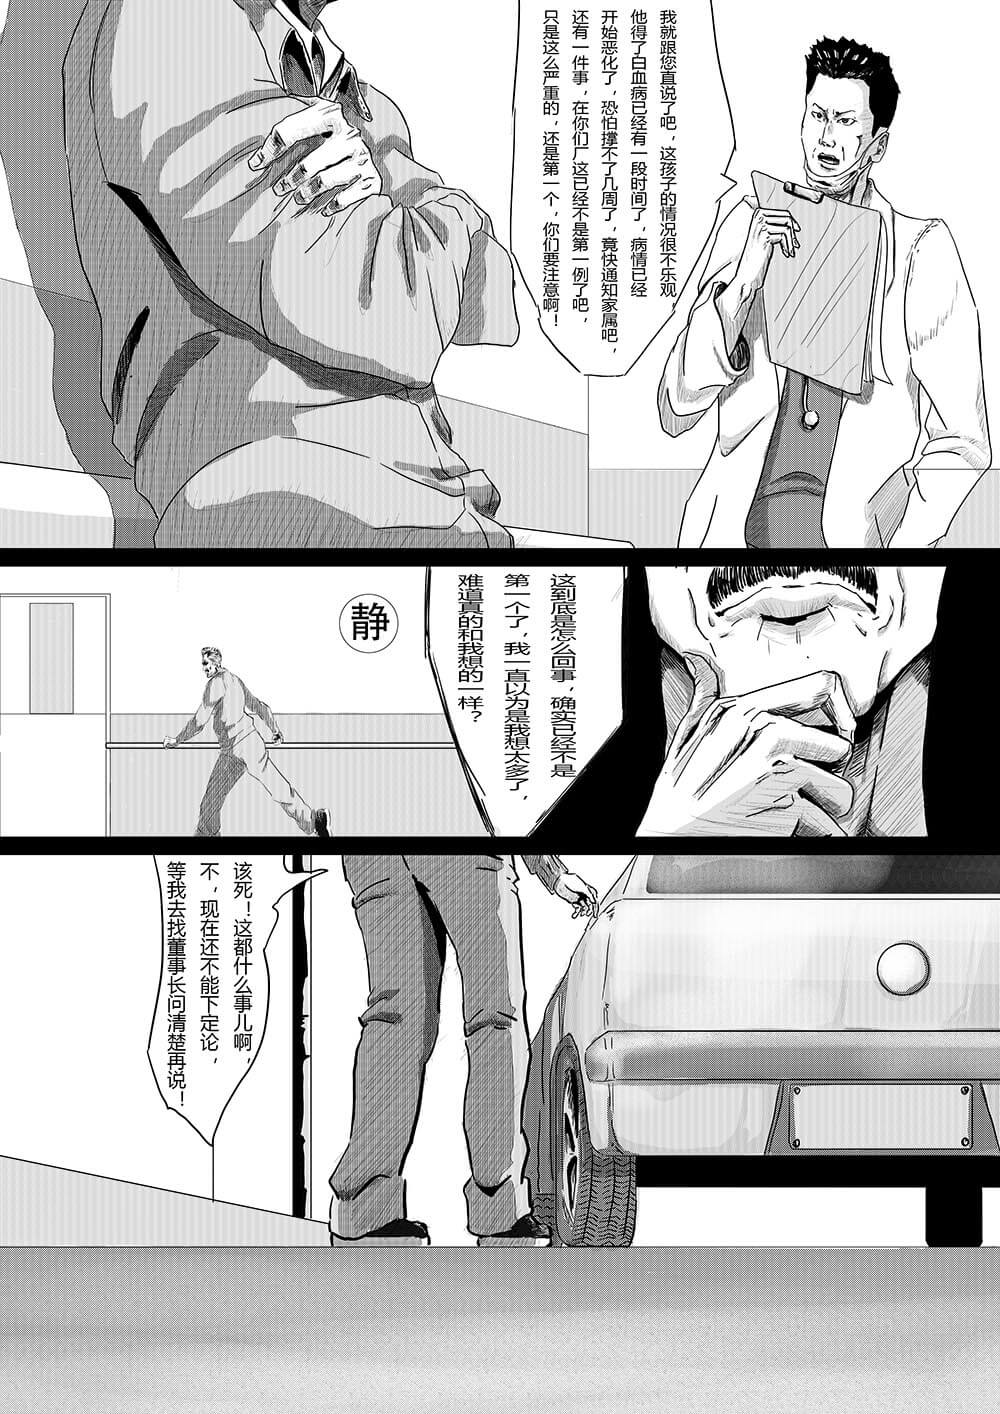 我就跟您直说了吧，这孩子的情况很不乐观
他得了白血病已经有一段时间了，病情已经
开始恶化了，恐怕撑不了几周了，竟快通知家属吧，
还有一件事，在你们厂这已经不是第一例了吧，
只是这么严重的，还是第一个，你们要注意啊！
这到底是怎么回事，确实已经不是
第一个了，我一直以为是我想太多了，
难道真的和我想的一样？
静
该死！这都什么事儿啊，
不，现在还不能下定论，
等我去找董事长问清楚再说！